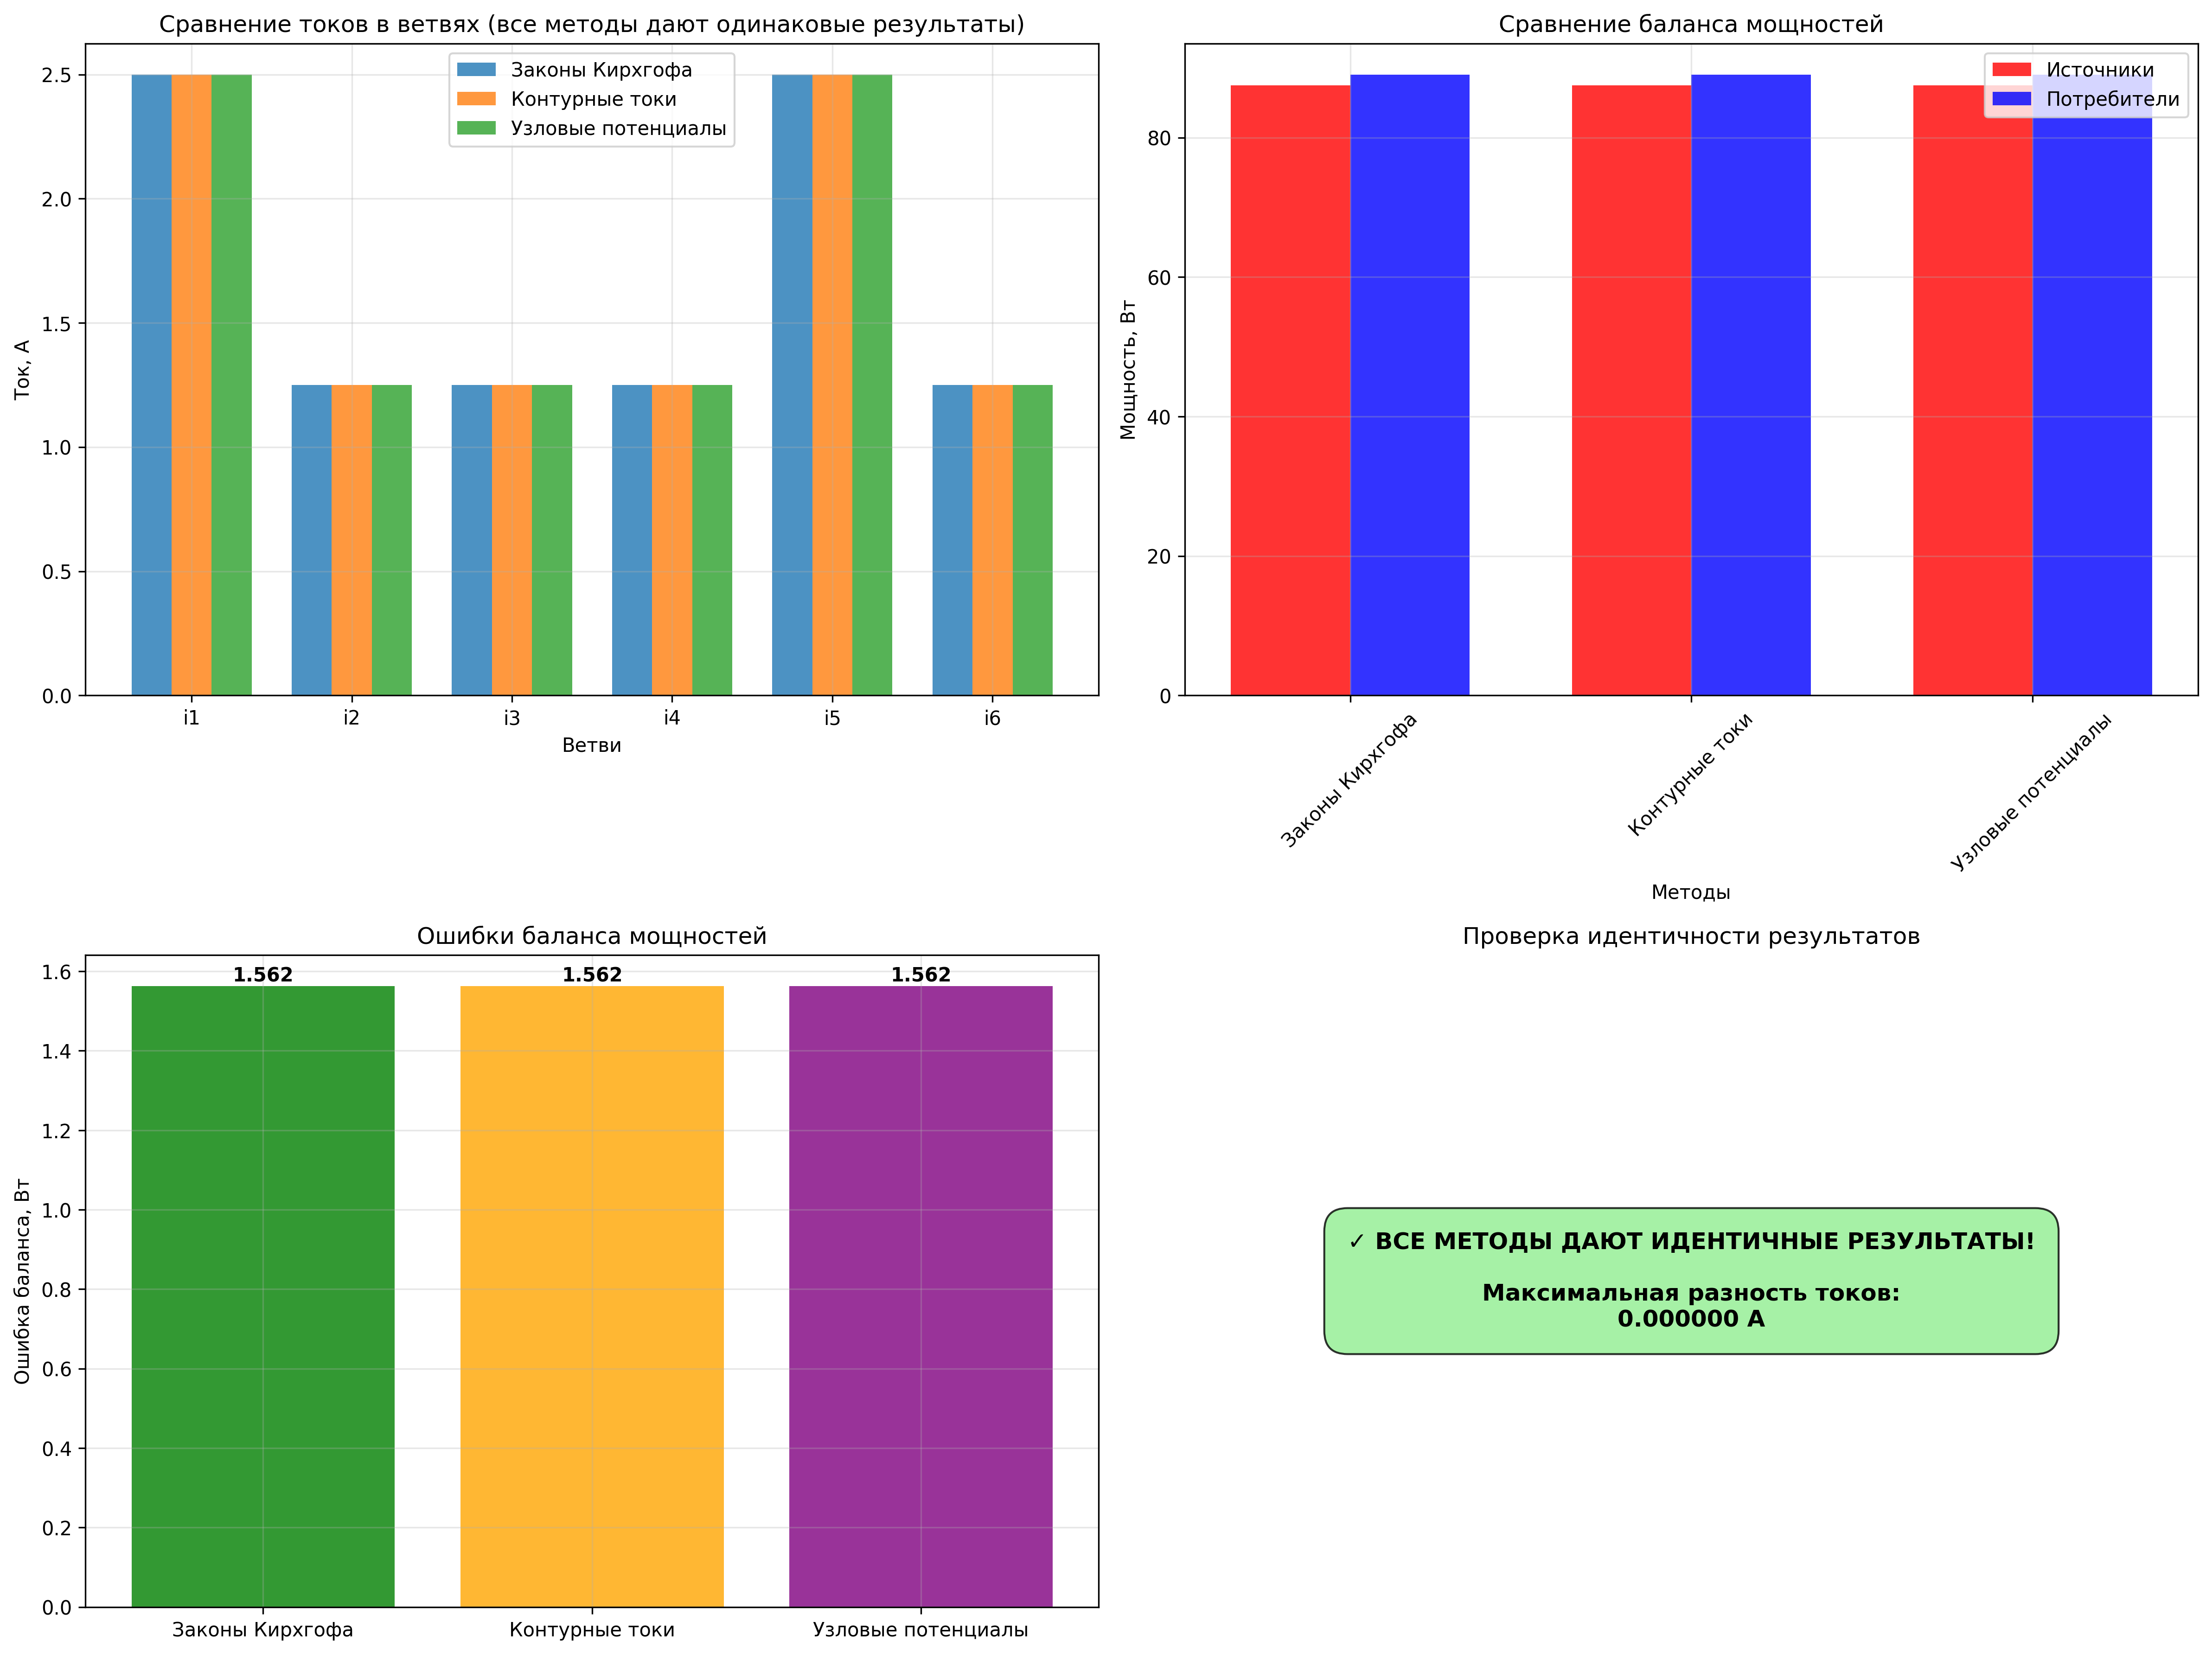 Сравнение токов в ветвях (все методы дают одинаковые результаты)
Ток, А
2.5
2.0
1.5
1.0
0.5
0.0
Законы Кирхгофа
Контурные токи
Узловые потенциалы
i1
i2
i3
i4
i5
i6
Ветви
Сравнение баланса мощностей
Мощность, Вт
80
60
40
20
0
Источники
Потребители
Законы Кирхгофа
Контурные токи
Узловые потенциалы
Методы
Ошибки баланса мощностей
Ошибка баланса, Вт
1.6
1.4
1.2
1.0
0.8
0.6
0.4
0.2
0.0
1.562
1.562
1.562
Законы Кирхгофа
Контурные токи
Узловые потенциалы
Проверка идентичности результатов
✓ ВСЕ МЕТОДЫ ДАЮТ ИДЕНТИЧНЫЕ РЕЗУЛЬТАТЫ!
Максимальная разность токов:
0.000000 А